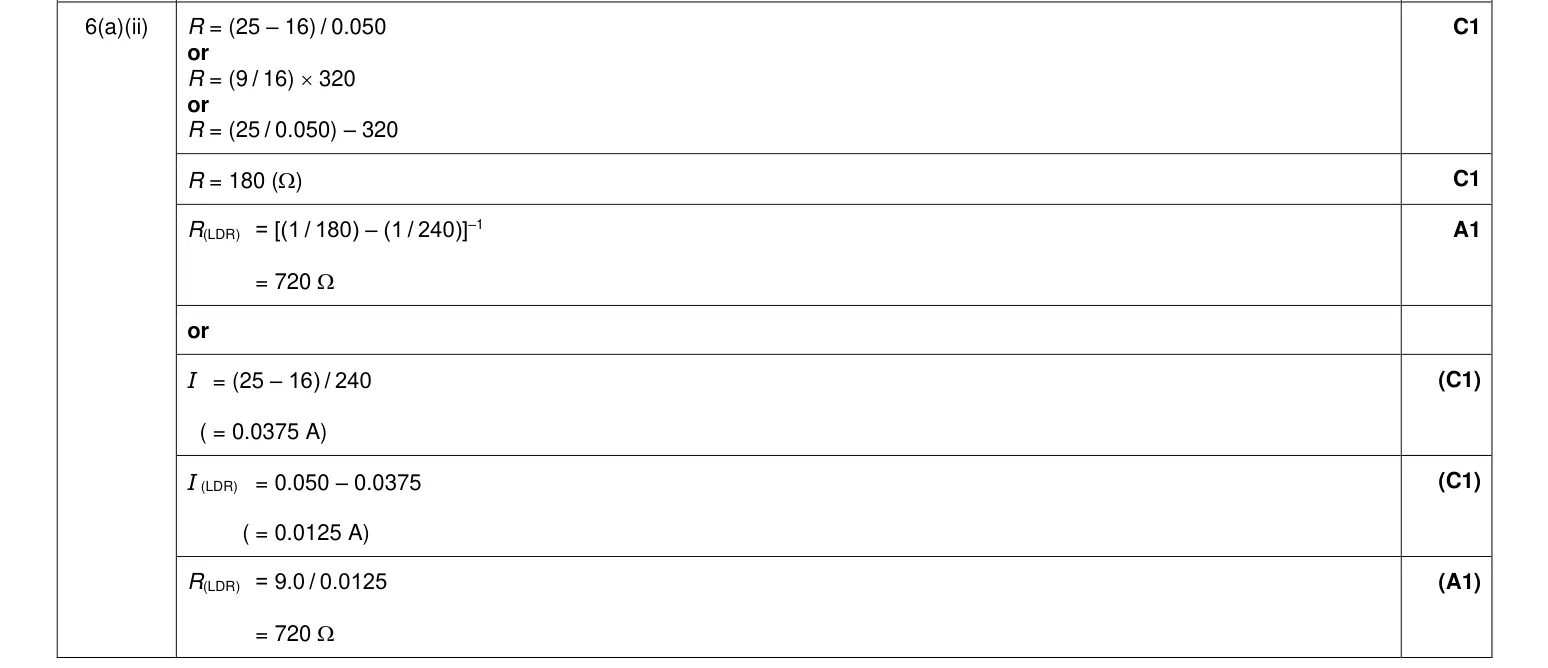 6(a)(ii) R = (25 – 16) / 0.050 C1
or
R = (9 / 16) × 320
or
R = (25 / 0.050) – 320
R = 180 (Ω) C1
R(LDR) = [(1 / 180) – (1 / 240)]–1 A1
= 720 Ω
or
I = (25 – 16) / 240 (C1)
( = 0.0375 A)
I (LDR) = 0.050 – 0.0375 (C1)
( = 0.0125 A)
R(LDR) = 9.0 / 0.0125 (A1)
= 720 Ω